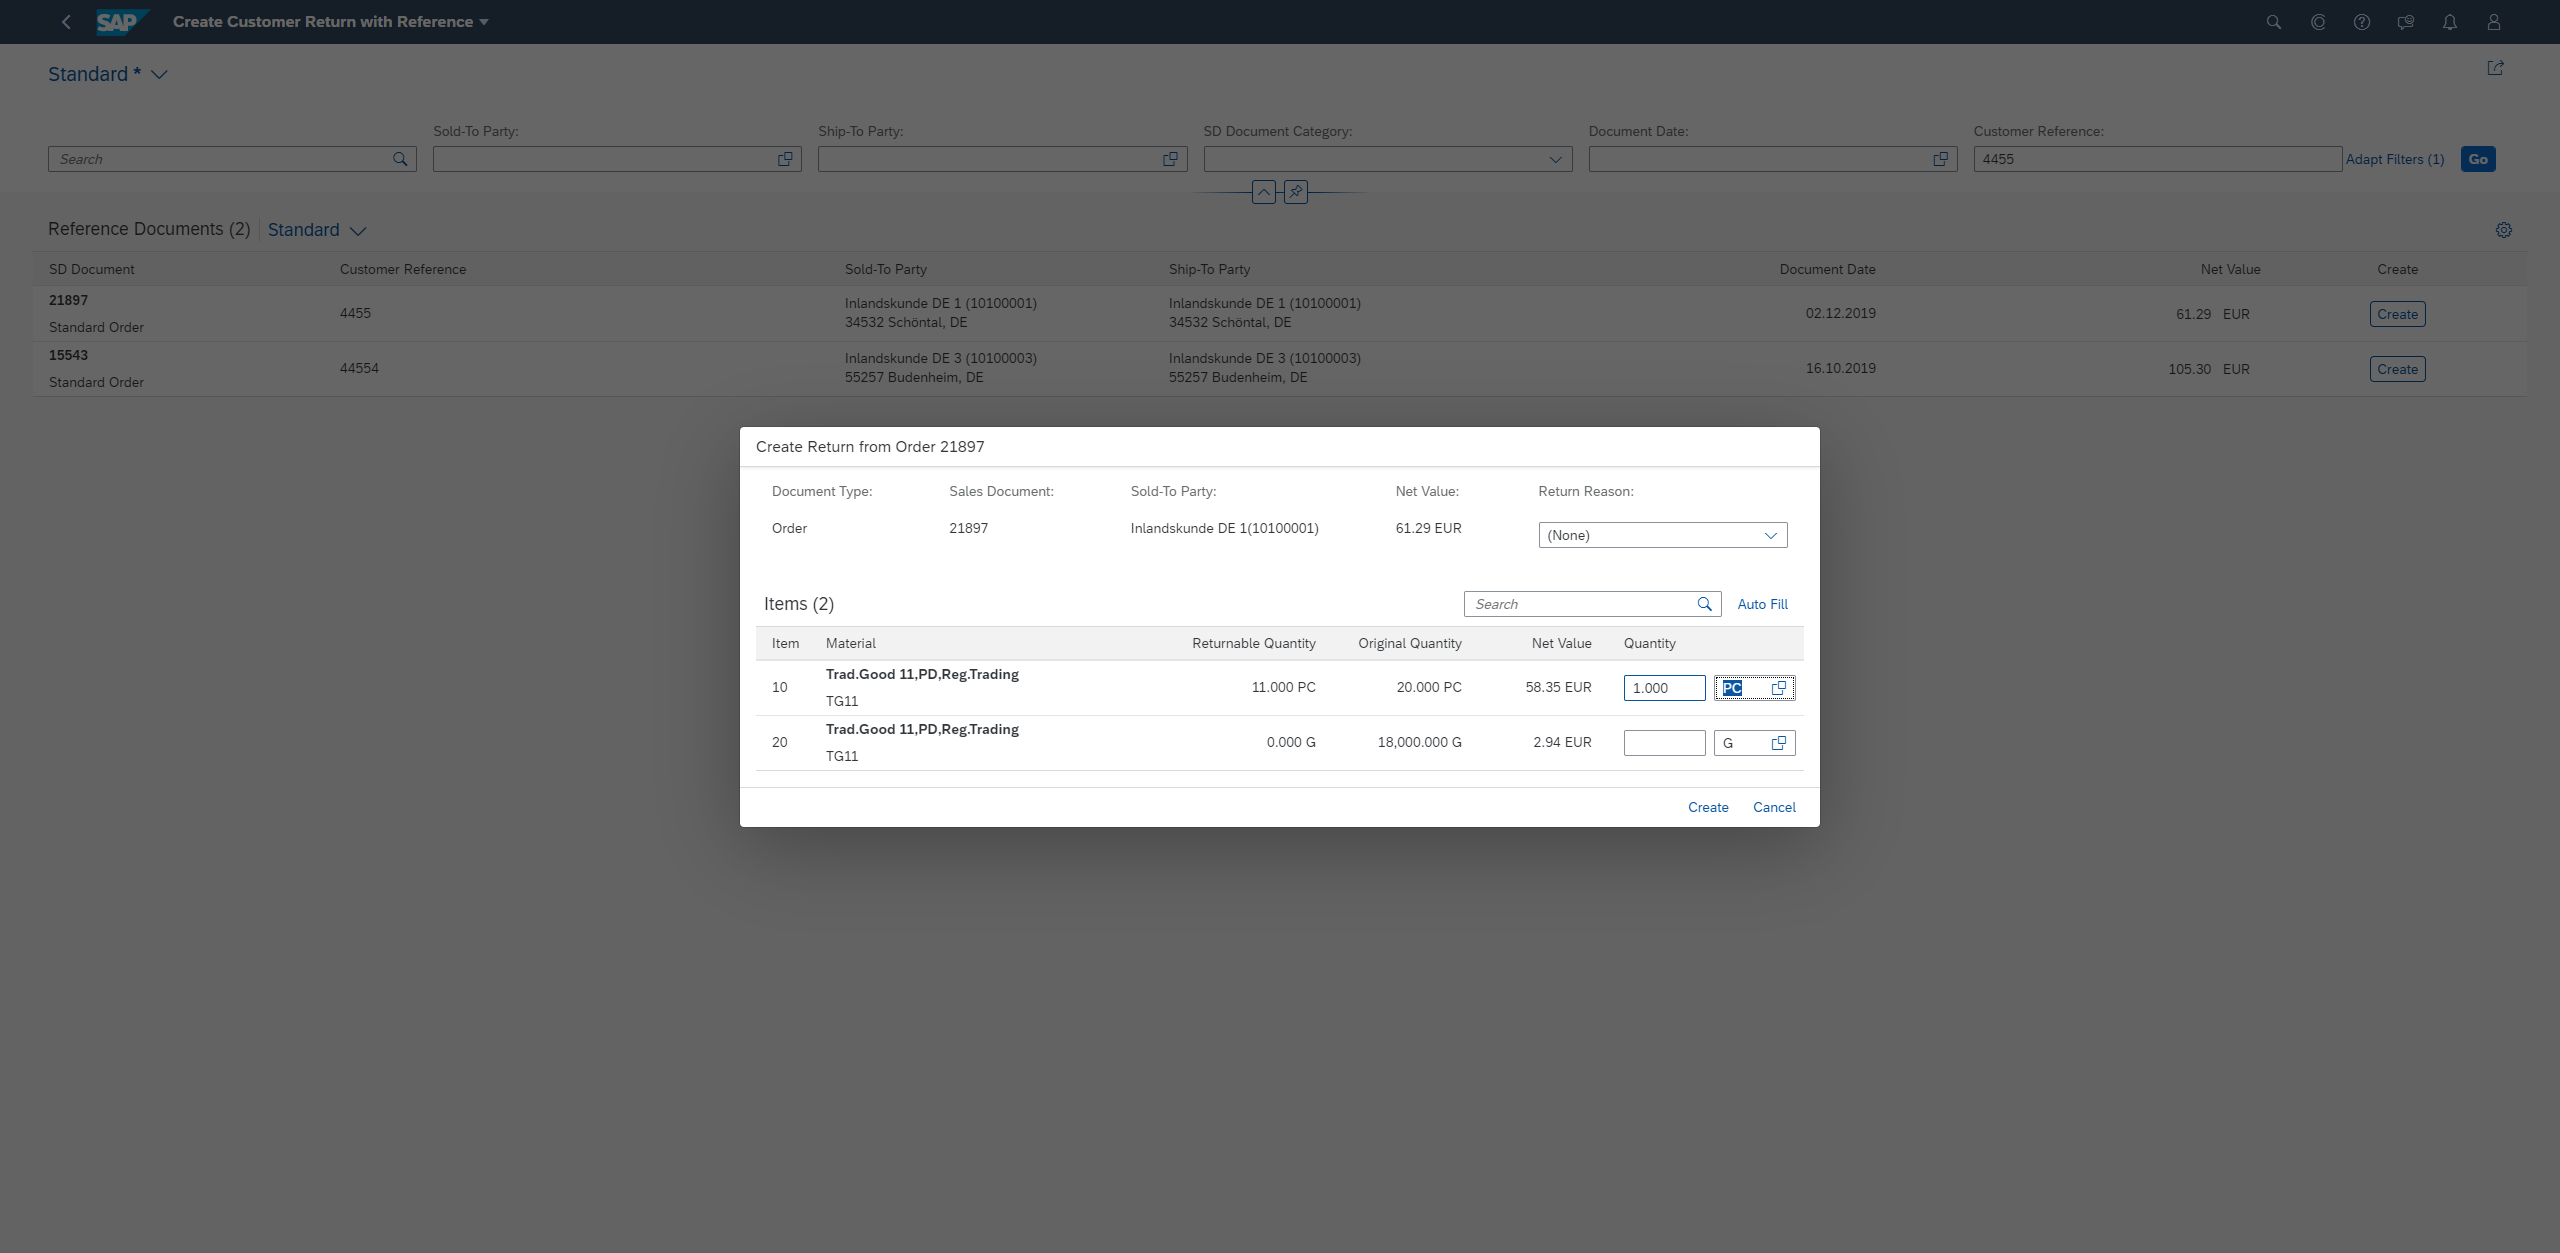 SAP Create Customer Return with Reference
Standard *
Sold-To Party: Ship-To Party: SD Document Category: Document Date: Customer Reference:
Search 4455 Adapt Filters (1) Go
Reference Documents (2) Standard
SD Document Customer Reference Sold-To Party Ship-To Party Document Date Net Value Create
21897
Standard Order
4455
Inlandskunde DE 1 (10100001)
34532 Schöntal, DE
Inlandskunde DE 1 (10100001)
34532 Schöntal, DE
02.12.2019
61.29 EUR
Create
15543
Standard Order
44554
Inlandskunde DE 3 (10100003)
55257 Budenheim, DE
Inlandskunde DE 3 (10100003)
55257 Budenheim, DE
16.10.2019
105.30 EUR
Create
Create Return from Order 21897
Document Type: Sales Document: Sold-To Party: Net Value: Return Reason:
Order 21897 Inlandskunde DE 1(10100001) 61.29 EUR (None)
Items (2) Search Auto Fill
Item Material Returnable Quantity Original Quantity Net Value Quantity
10
Trad.Good 11,PD,Reg.Trading
TG11
11.000 PC 20.000 PC 58.35 EUR 1.000 PC
20
Trad.Good 11,PD,Reg.Trading
TG11
0.000 G 18,000.000 G 2.94 EUR G
Create Cancel